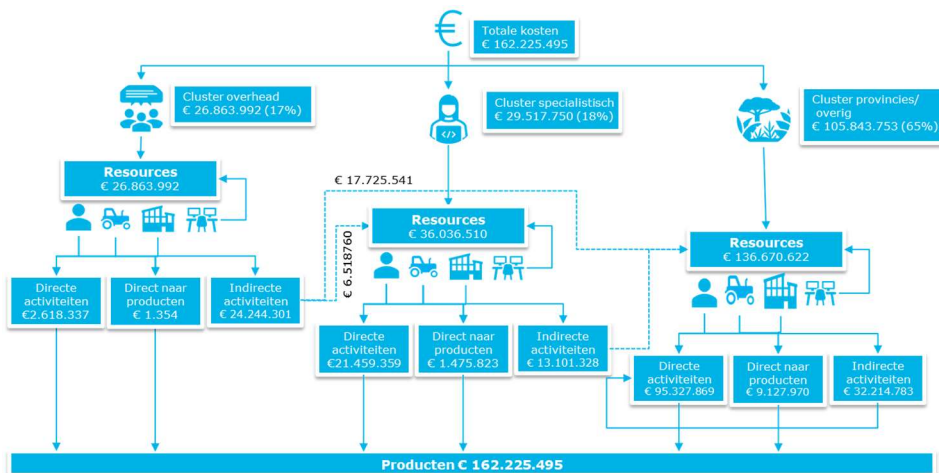 Totale kosten
€ 162.225.495
Cluster overhead
€ 26.863.992 (17%)
Cluster specialistisch
€ 29.517.750 (18%)
Cluster provincies/
overig
€ 105.843.753 (65%)
Resources
€ 26.863.992
€ 17.725.541
€ 6.518760
Resources
€ 36.036.510
Resources
€ 136.670.622
Directe
activiteiten
€2.618.337
Direct naar
producten
€ 1.354
Indirecte
activiteiten
€ 24.244.301
Directe
activiteiten
€21.459.359
Direct naar
producten
€ 1.475.823
Indirecte
activiteiten
€ 13.101.328
Directe
activiteiten
€ 95.327.869
Direct naar
producten
€ 9.127.970
Indirecte
activiteiten
€ 32.214.783
Producten € 162.225.495